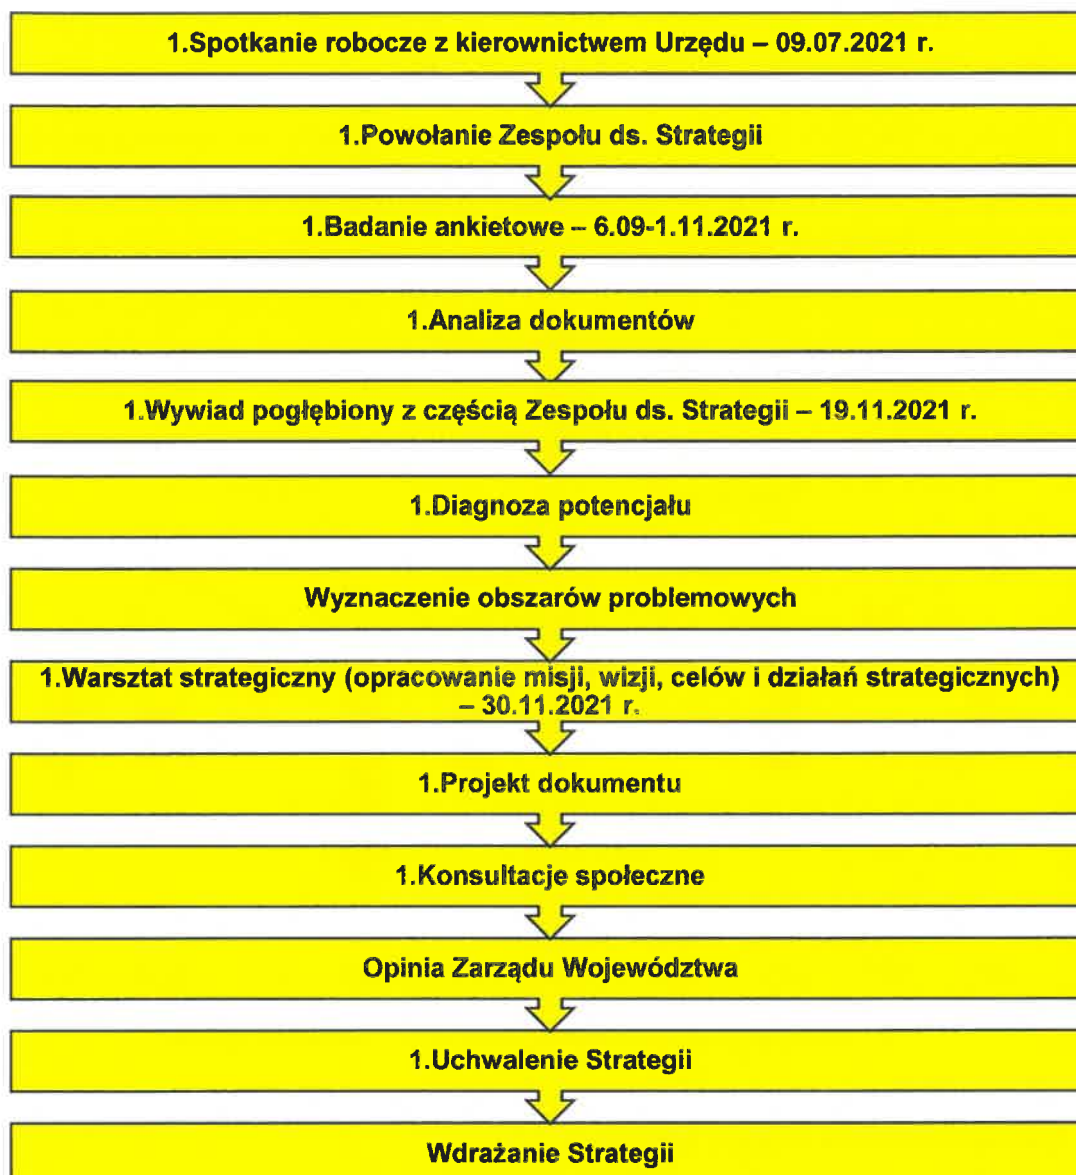 1.Spotkanie robocze z kierownictwem Urzędu – 09.07.2021 r.
1.Powołanie Zespołu ds. Strategii
1.Badanie ankietowe – 6.09-1.11.2021 r.
1.Analiza dokumentów
1.Wywiad pogłębiony z częścią Zespołu ds. Strategii – 19.11.2021 r.
1.Diagnoza potencjału
Wyznaczenie obszarów problemowych
1.Warsztat strategiczny (opracowanie misji, wizji, celów i działań strategicznych)
– 30.11.2021 r.
1.Projekt dokumentu
1.Konsultacje społeczne
Opinia Zarządu Województwa
1.Uchwalenie Strategii
Wdrażanie Strategii